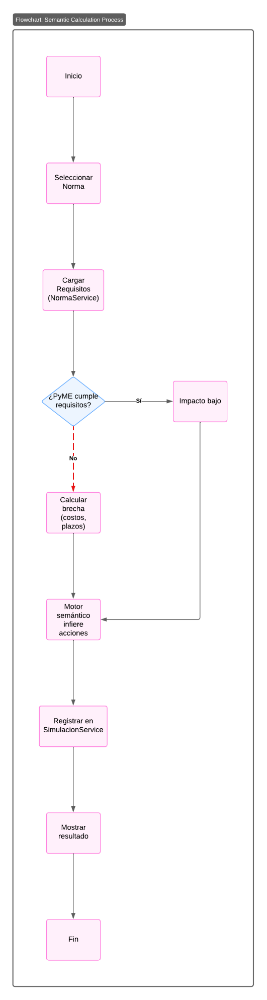 Flowchart: Semantic Calculation Process
Inicio
Seleccionar
Norma
Cargar
Requisitos
(NormaService)
¿PyME cumple
requisitos?
Sí
Impacto bajo
No
Calcular
brecha
(costos,
plazos)
Motor
semántico
infiere
acciones
Registrar en
SimulacionService
Mostrar
resultado
Fin